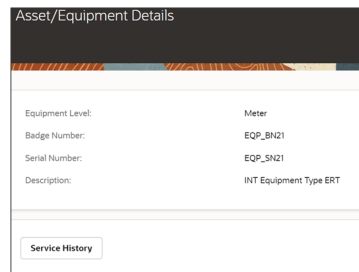 Asset/Equipment Details
Equipment Level: Meter
Badge Number: EQP_BN21
Serial Number: EQP_SN21
Description: INT Equipment Type ERT
Service History